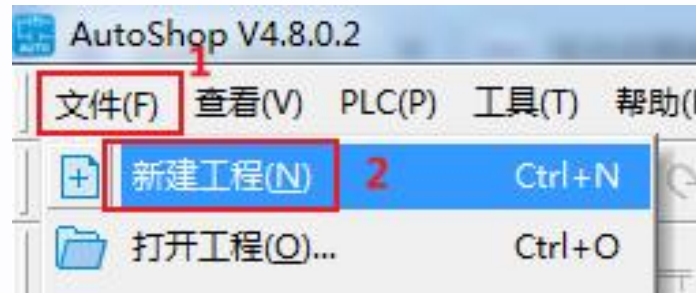 AUTO AutoShop V4.8.0.2
1
文件(F) 查看(V) PLC(P) 工具(T) 帮助(
新建工程(N) 2 Ctrl+N
打开工程(O)... Ctrl+O